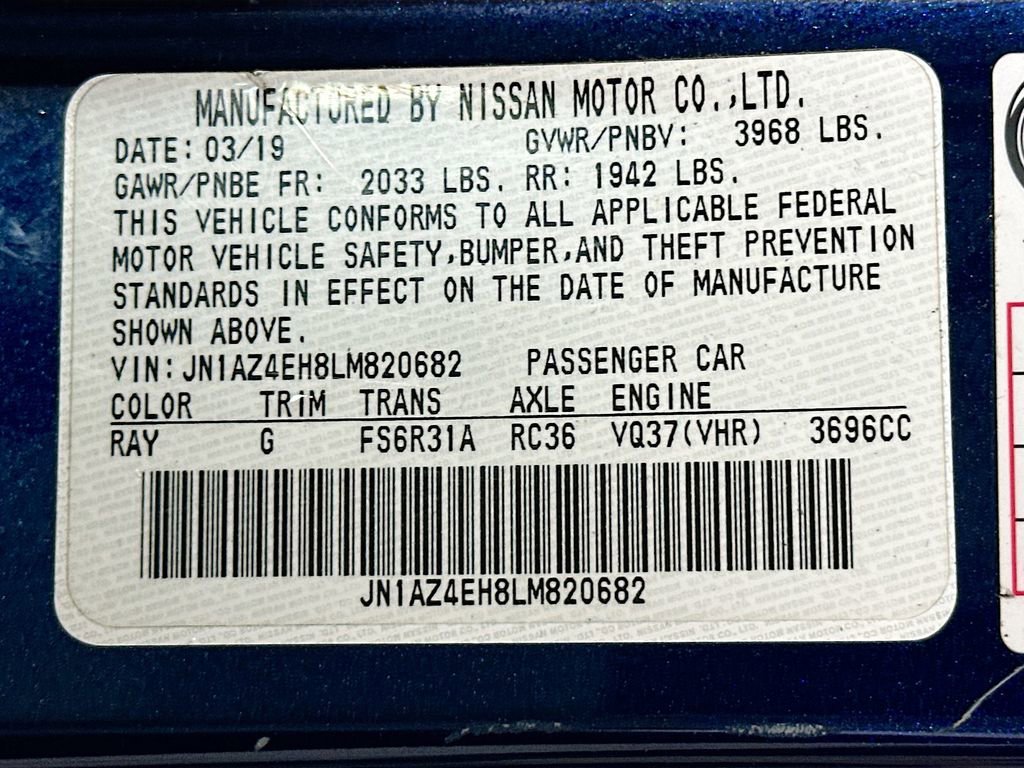 MANUFACTURED BY NISSAN MOTOR CO.,LTD.
DATE: 03/19 GVWR/PNBV: 3968 LBS.
GAWR/PNBE FR: 2033 LBS. RR: 1942 LBS.
THIS VEHICLE CONFORMS TO ALL APPLICABLE FEDERAL
MOTOR VEHICLE SAFETY,BUMPER,AND THEFT PREVENTION
STANDARDS IN EFFECT ON THE DATE OF MANUFACTURE
SHOWN ABOVE.
VIN:JN1AZ4EH8LM820682 PASSENGER CAR
COLOR TRIM TRANS AXLE ENGINE
RAY G FS6R31A RC36 VQ37(VHR) 3696CC
JN1AZ4EH8LM820682